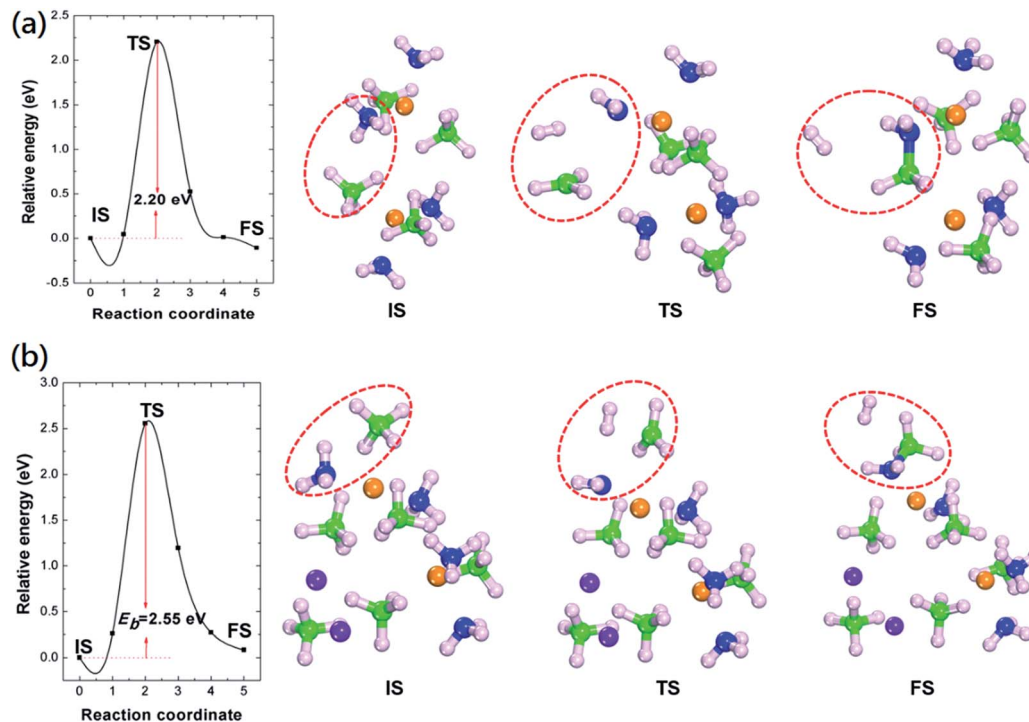 (a)
2.5
2.0
1.5
1.0
0.5
0.0
-0.5
Relative energy (eV)
TS
IS
2.20 eV
FS
0 1 2 3 4 5
Reaction coordinate
IS
TS
FS
(b)
3.0
2.5
2.0
1.5
1.0
0.5
0.0
Relative energy (eV)
TS
E_b=2.55 eV
IS
FS
0 1 2 3 4 5
Reaction coordinate
IS
TS
FS